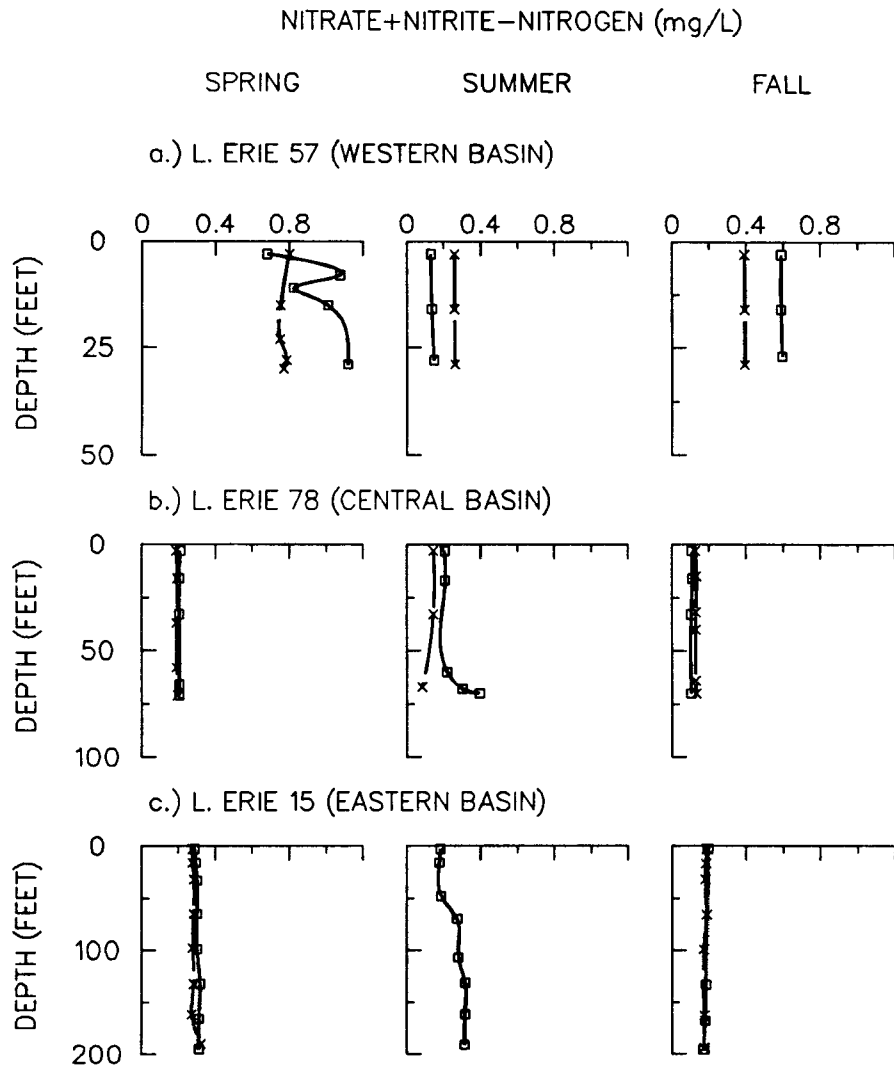 NITRATE+NITRITE-NITROGEN (mg/L)
SPRING SUMMER FALL
a.) L. ERIE 57 (WESTERN BASIN)
0 0.4 0.8 0 0.4 0.8 0 0.4 0.8
DEPTH (FEET)
0
25
50
b.) L. ERIE 78 (CENTRAL BASIN)
DEPTH (FEET)
0
50
100
c.) L. ERIE 15 (EASTERN BASIN)
DEPTH (FEET)
0
100
200